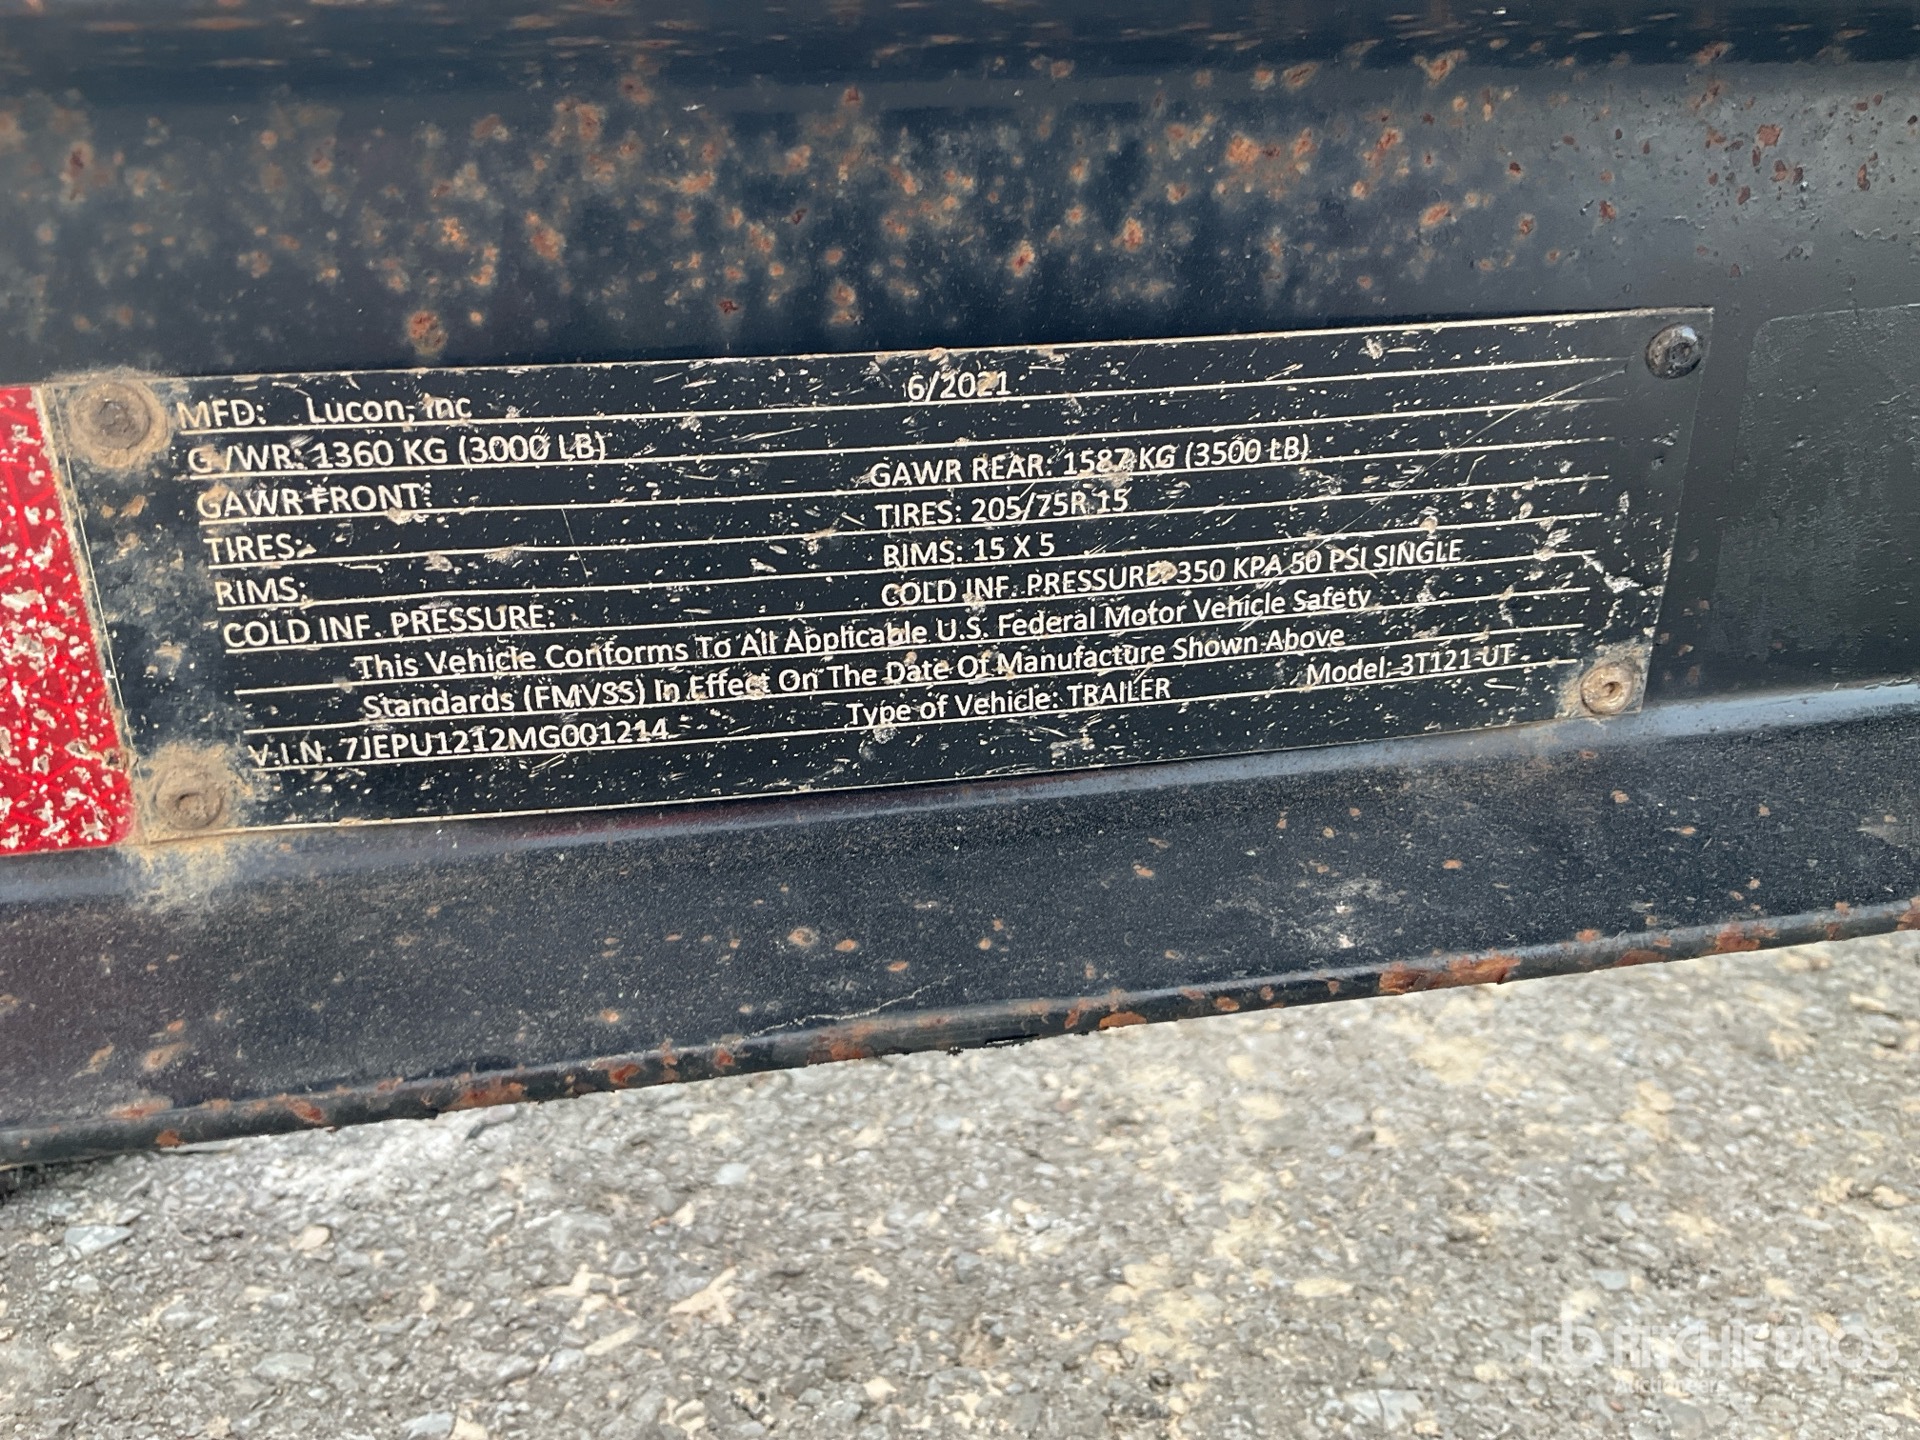 MFD: Lucon, Inc 6/2021
GVWR: 1360 KG (3000 LB)
GAWR FRONT: GAWR REAR: 1587 KG (3500 LB)
TIRES: TIRES: 205/75R 15
RIMS: RIMS: 15 X 5
COLD INF. PRESSURE: COLD INF. PRESSURE: 350 KPA 50 PSI SINGLE
This Vehicle Conforms To All Applicable U.S. Federal Motor Vehicle Safety
Standards (FMVSS) In Effect On The Date Of Manufacture Shown Above
V.I.N. 7JEPU1212MG001214 Type of Vehicle: TRAILER Model: 3T121-UT
rb RITCHIE BROS.
Auctioneers